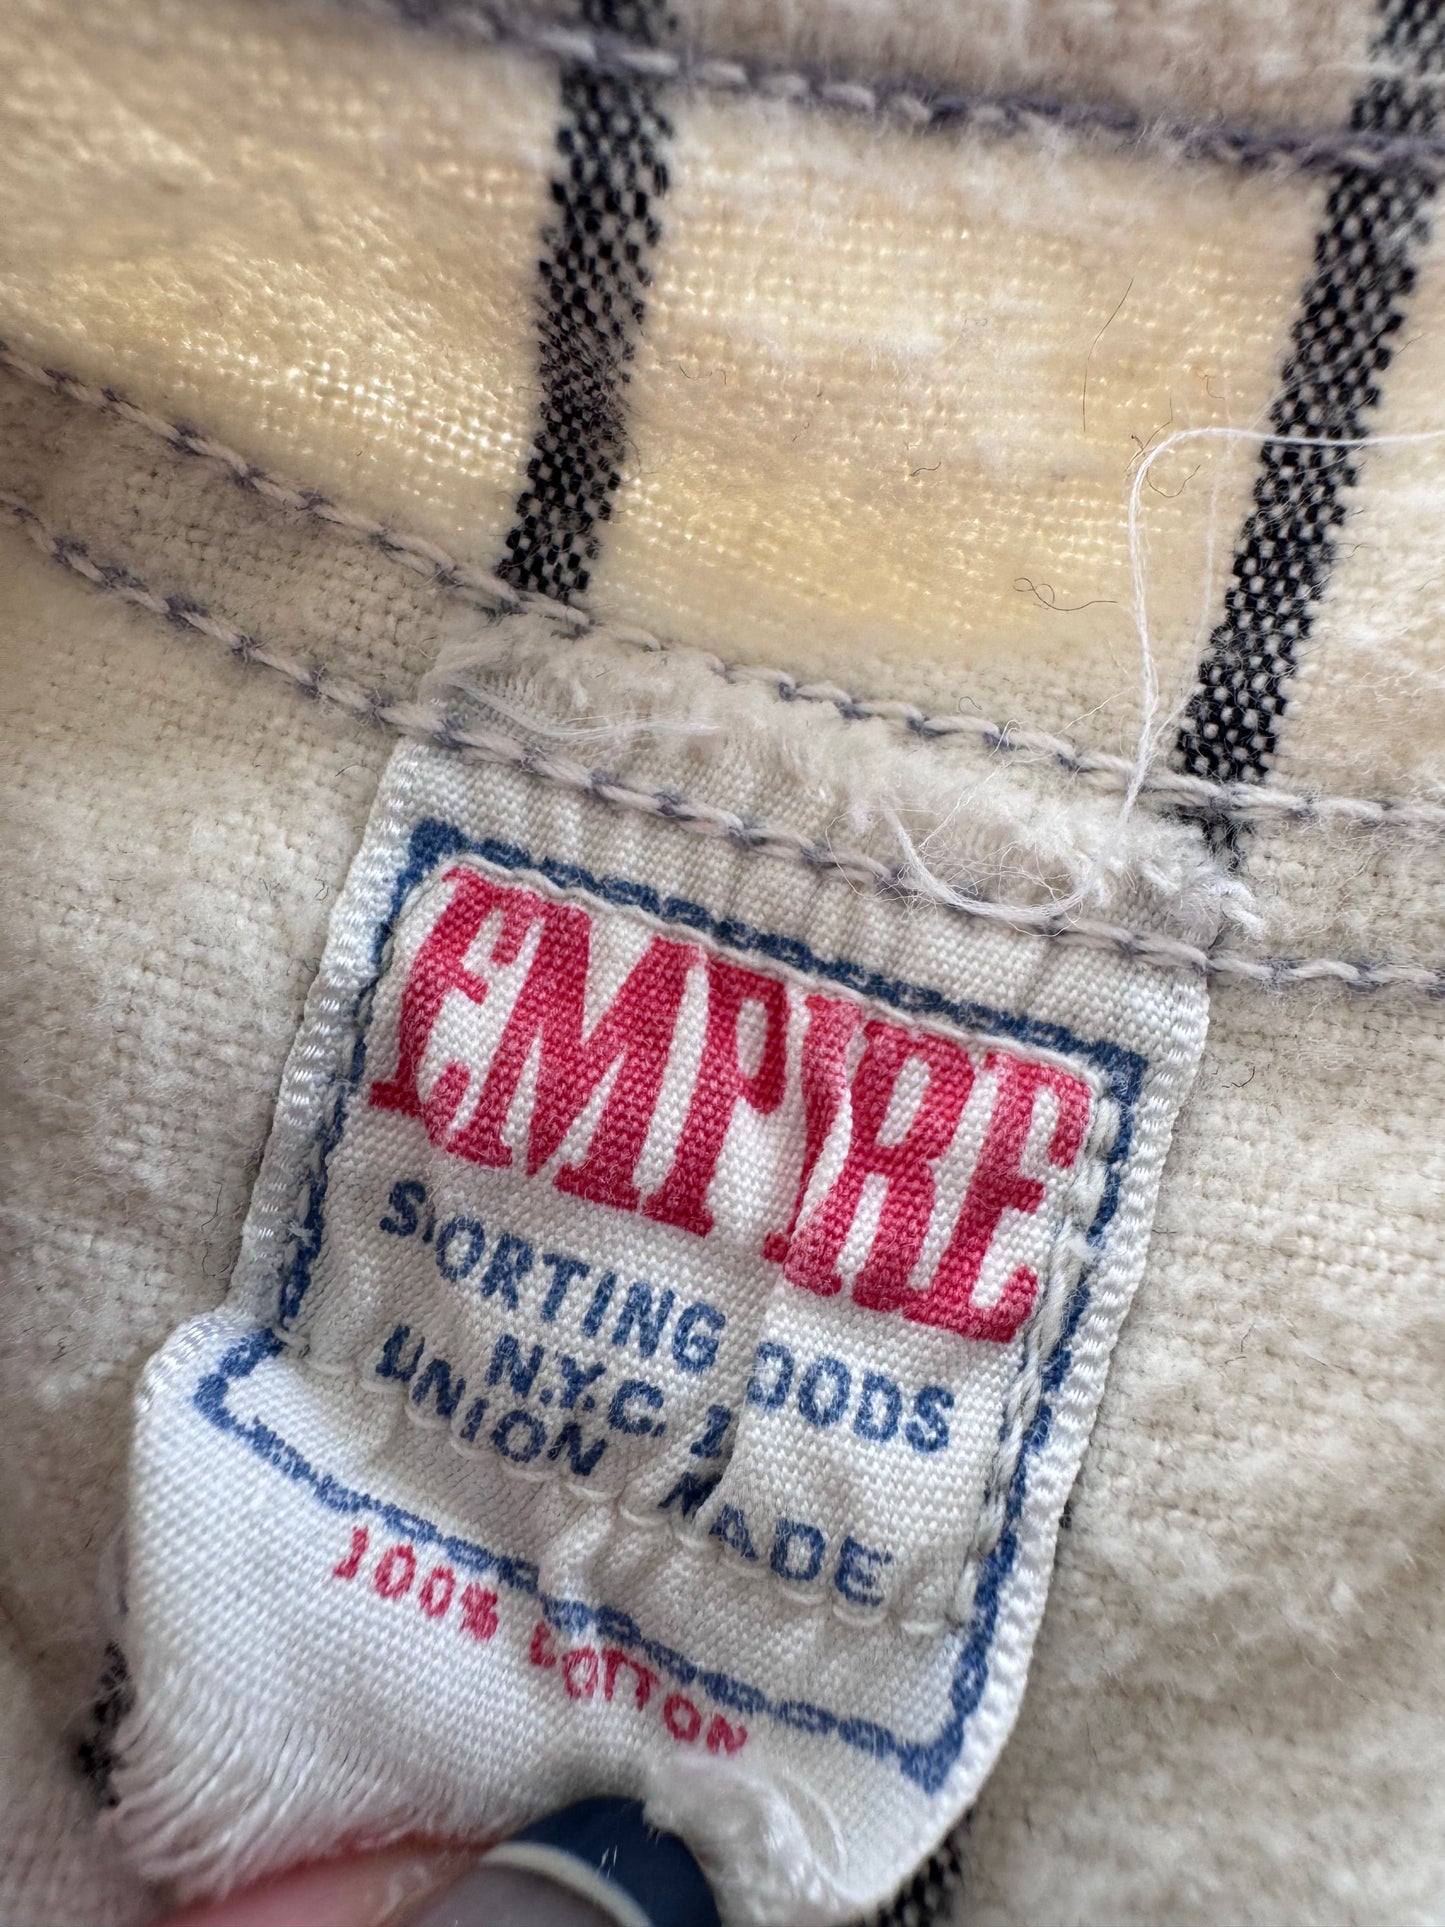 EMPIRE
SPORTING GOODS
N.Y.C.
UNION MADE
100% COTTON